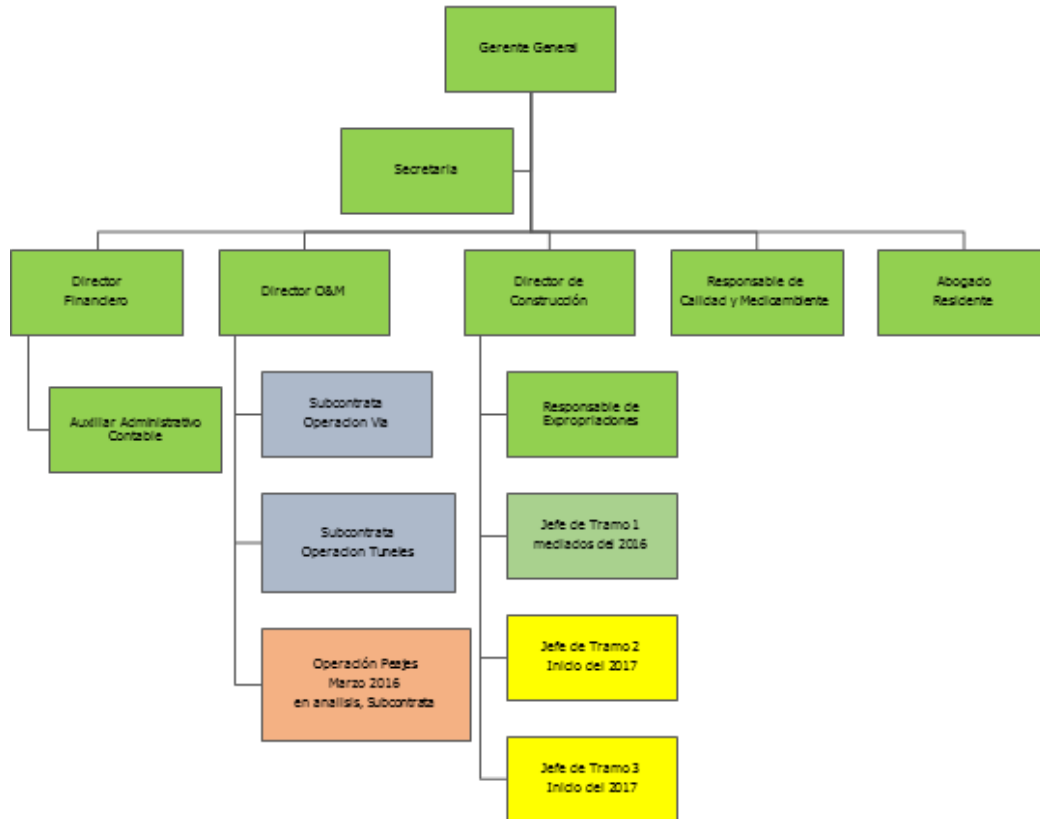 Gerente General
Secretaria
Director
Financiero
Director O&M
Director de
Construcción
Responsable de
Calidad y Medioambiente
Abogado
Residente
Auxiliar Administrativo
Contable
Subcontrata
Operacion Via
Subcontrata
Operacion Tuneles
Operación Peajes
Marzo 2016
en analisis, Subcontrata
Responsable de
Expropriaciones
Jefe de Tramo 1
mediados del 2016
Jefe de Tramo 2
Inicio del 2017
Jefe de Tramo 3
Inicio del 2017